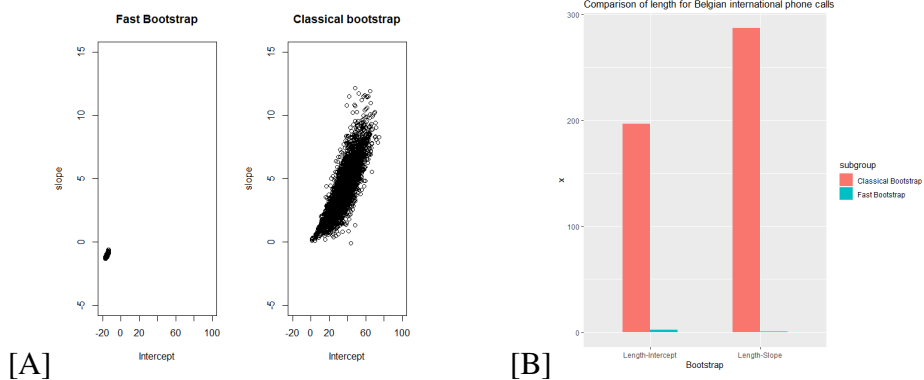 Fast Bootstrap
slope
15
10
5
0
-5
-20 0 20 60 100
Intercept
Classical bootstrap
slope
15
10
5
0
-5
-20 0 20 60 100
Intercept
[A]
Comparison of length for Belgian international phone calls
x
300
200
100
0
Length-Intercept Length-Slope
Bootstrap
subgroup
Classical Bootstrap
Fast Bootstrap
[B]